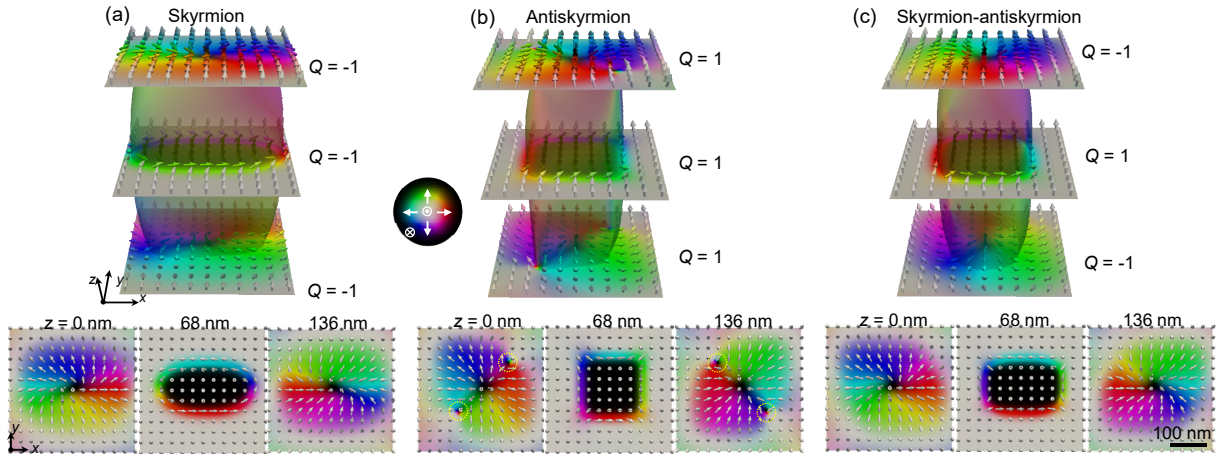 (a)
Skyrmion
Q = -1
Q = -1
Q = -1
z
y
x
z = 0 nm
68 nm
136 nm
y
x
(b)
Antiskyrmion
Q = 1
Q = 1
Q = 1
z = 0 nm
68 nm
136 nm
(c)
Skyrmion-antiskyrmion
Q = -1
Q = 1
Q = -1
z = 0 nm
68 nm
136 nm
100 nm